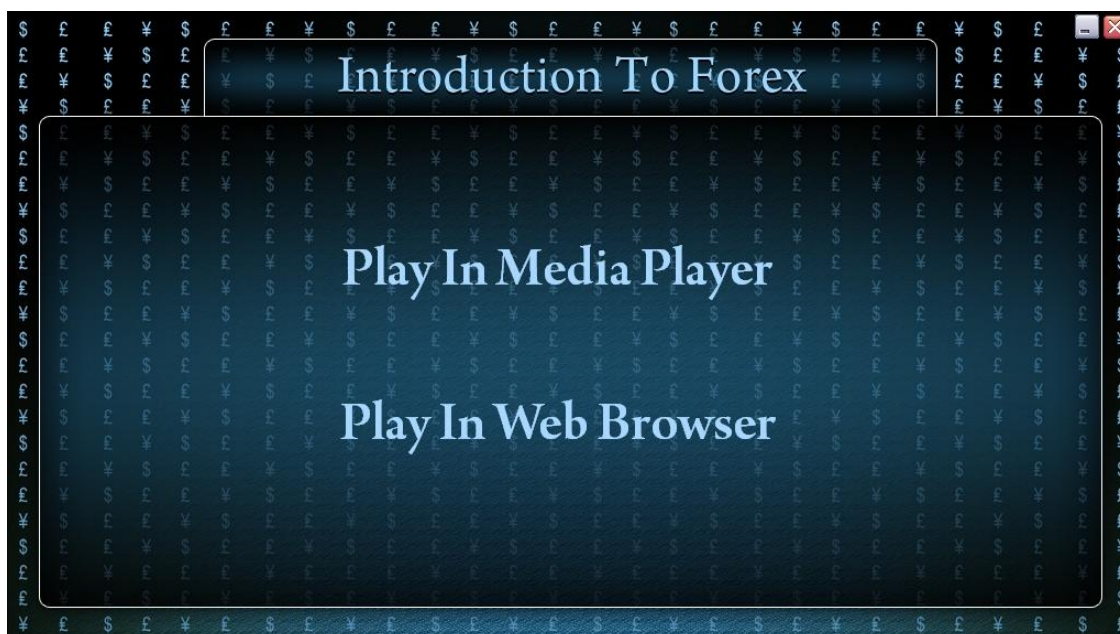 Introduction To Forex
Play In Media Player
Play In Web Browser